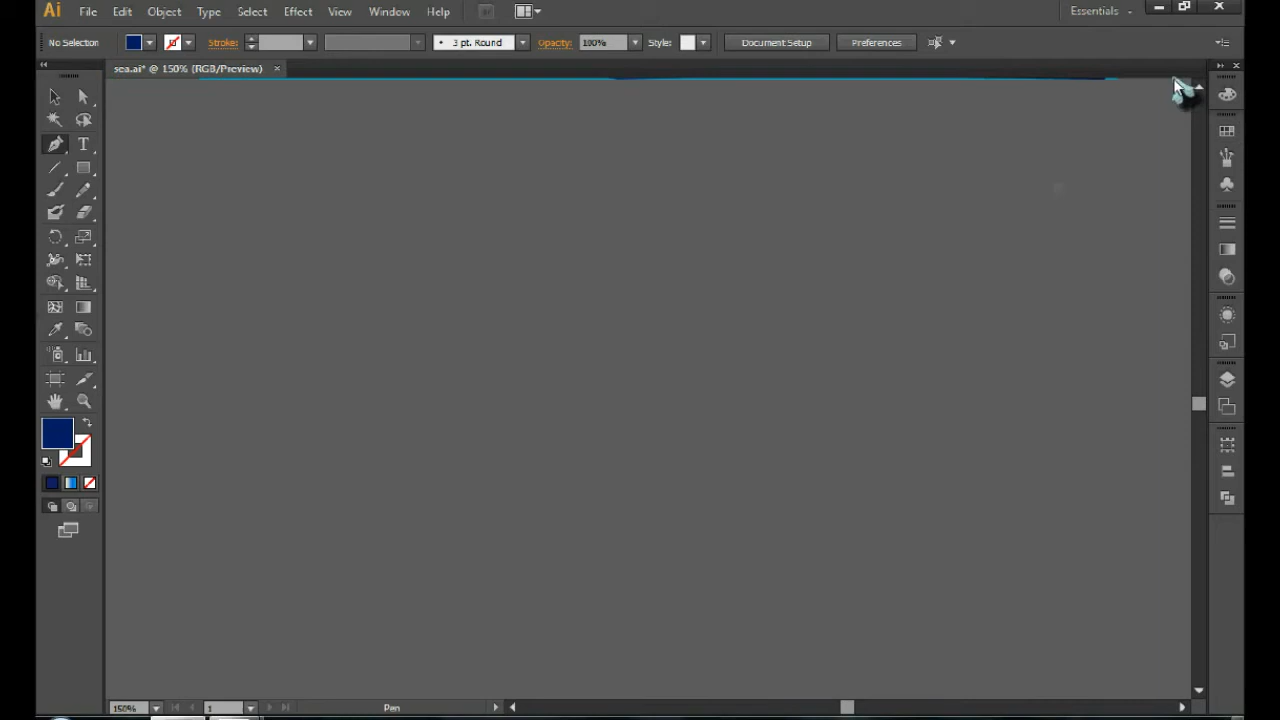 Ai File Edit Object Type Select Effect View Window Help Br Essentials
No Selection Stroke: 3 pt. Round Opacity: 100% Style: Document Setup Preferences
sea.ai* @ 150% (RGB/Preview)
T
150% 1 Pen